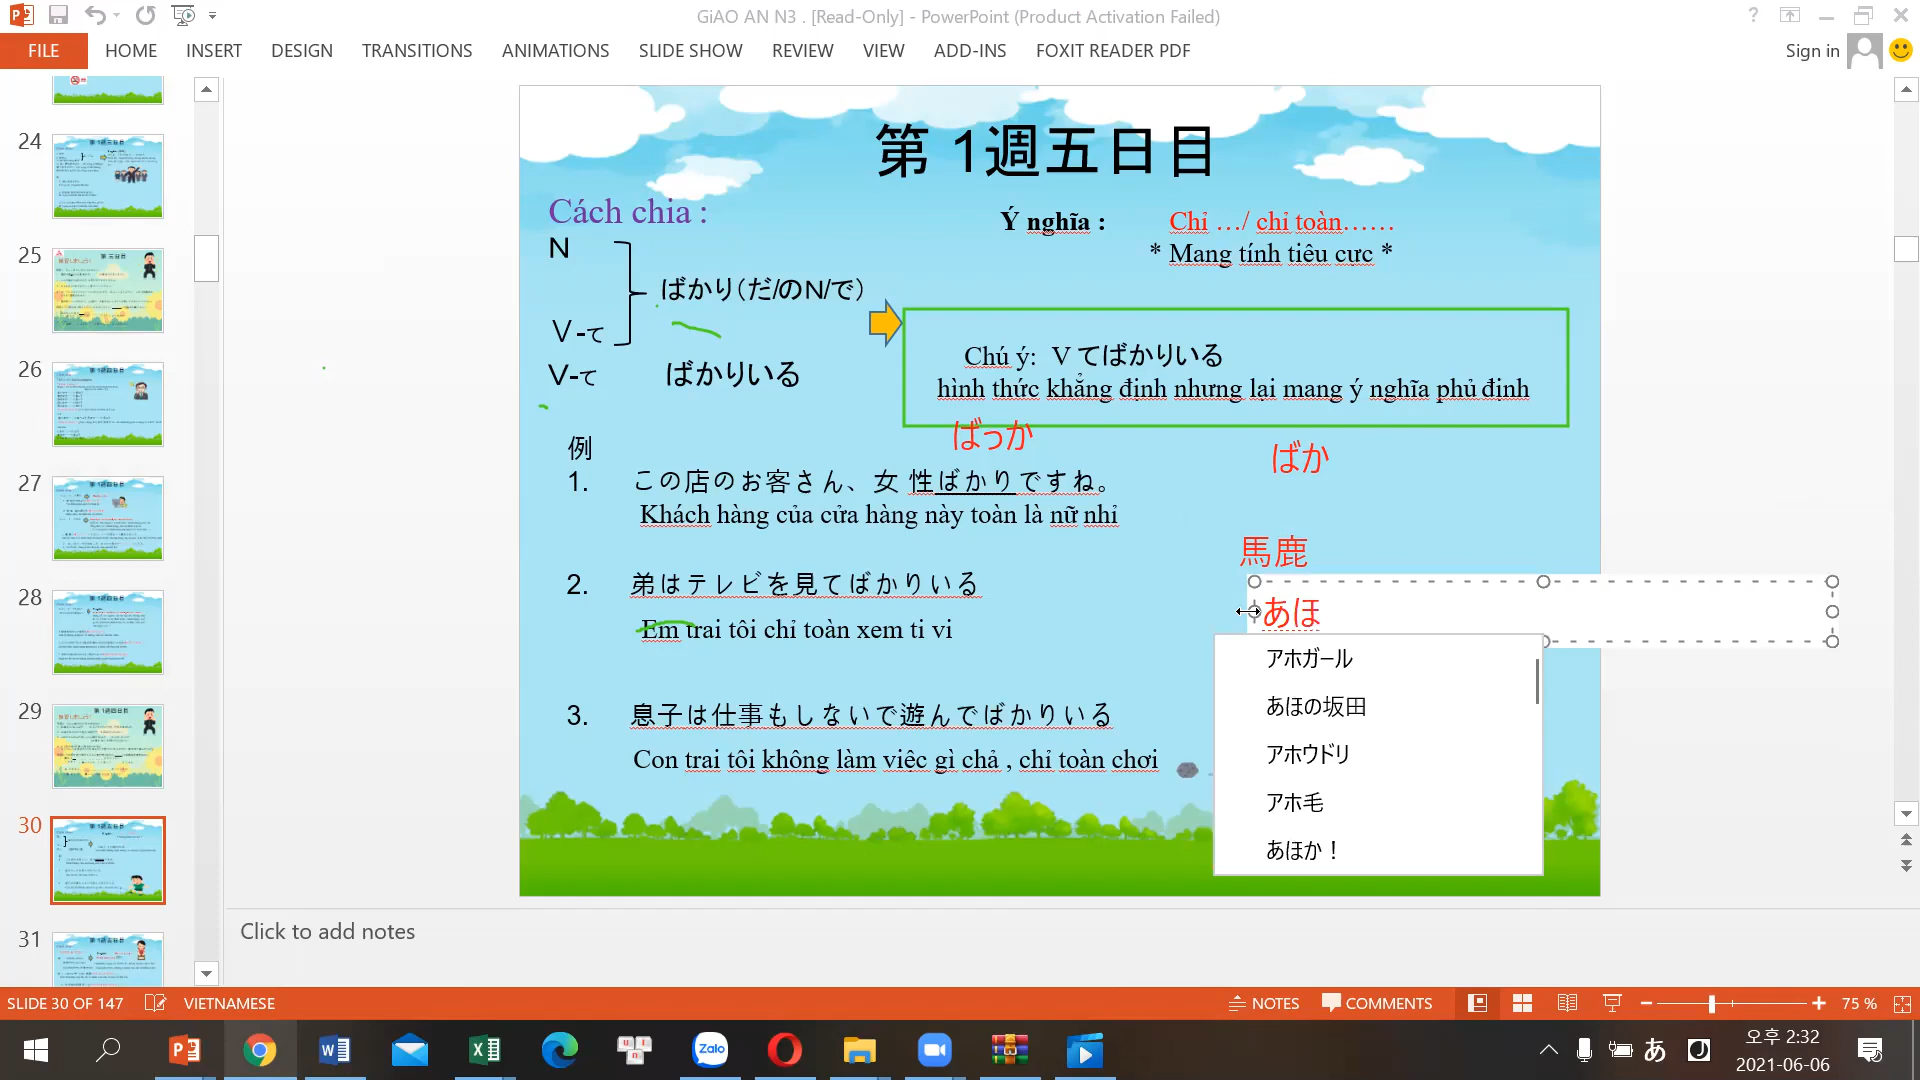 GiAO AN N3 . [Read-Only] - PowerPoint (Product Activation Failed)
FILE HOME INSERT DESIGN TRANSITIONS ANIMATIONS SLIDE SHOW REVIEW VIEW ADD-INS FOXIT READER PDF Sign in
24
25
26
27
28
29
30
31
第 1週五日目
Cách chia :
N
V-て
ばかり(だ/のN/で)
V-て ばかりいる
Ý nghĩa : Chỉ …/ chỉ toàn……
* Mang tính tiêu cực *
Chú ý: V てばかりいる
hình thức khẳng định nhưng lại mang ý nghĩa phủ định
ばっか
ばか
例
1. この店のお客さん、女 性ばかりですね。
Khách hàng của cửa hàng này toàn là nữ nhỉ
馬鹿
2. 弟はテレビを見てばかりいる
Em trai tôi chỉ toàn xem ti vi
あほ
アホガール
あほの坂田
アホウドリ
アホ毛
あほか！
3. 息子は仕事もしないで遊んでばかりいる
Con trai tôi không làm việc gì chả , chỉ toàn chơi
Click to add notes
SLIDE 30 OF 147 VIETNAMESE NOTES COMMENTS 75 %
Zalo
あ
오후 2:32
2021-06-06